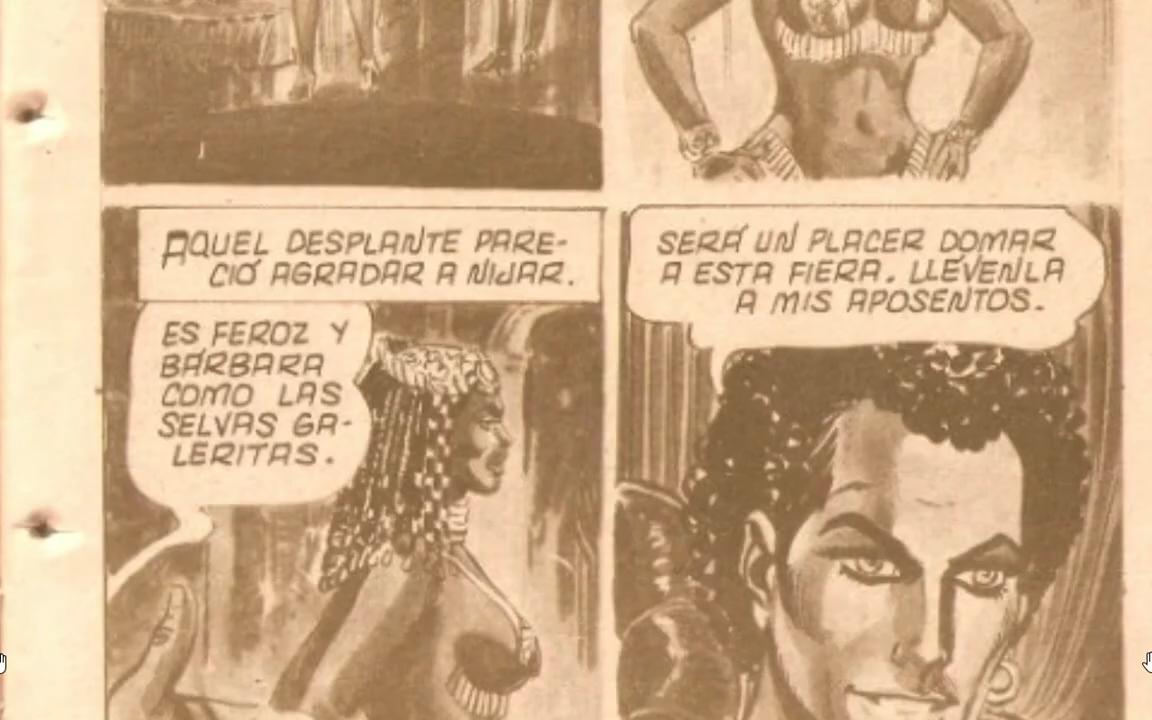 AQUEL DESPLANTE PARE-
CIÓ AGRADAR A NIJAR.
ES FEROZ Y
BÁRBARA
COMO LAS
SELVAS GA-
LERITAS.
SERÁ UN PLACER DOMAR
A ESTA FIERA. LLEVENLA
A MIS APOSENTOS.